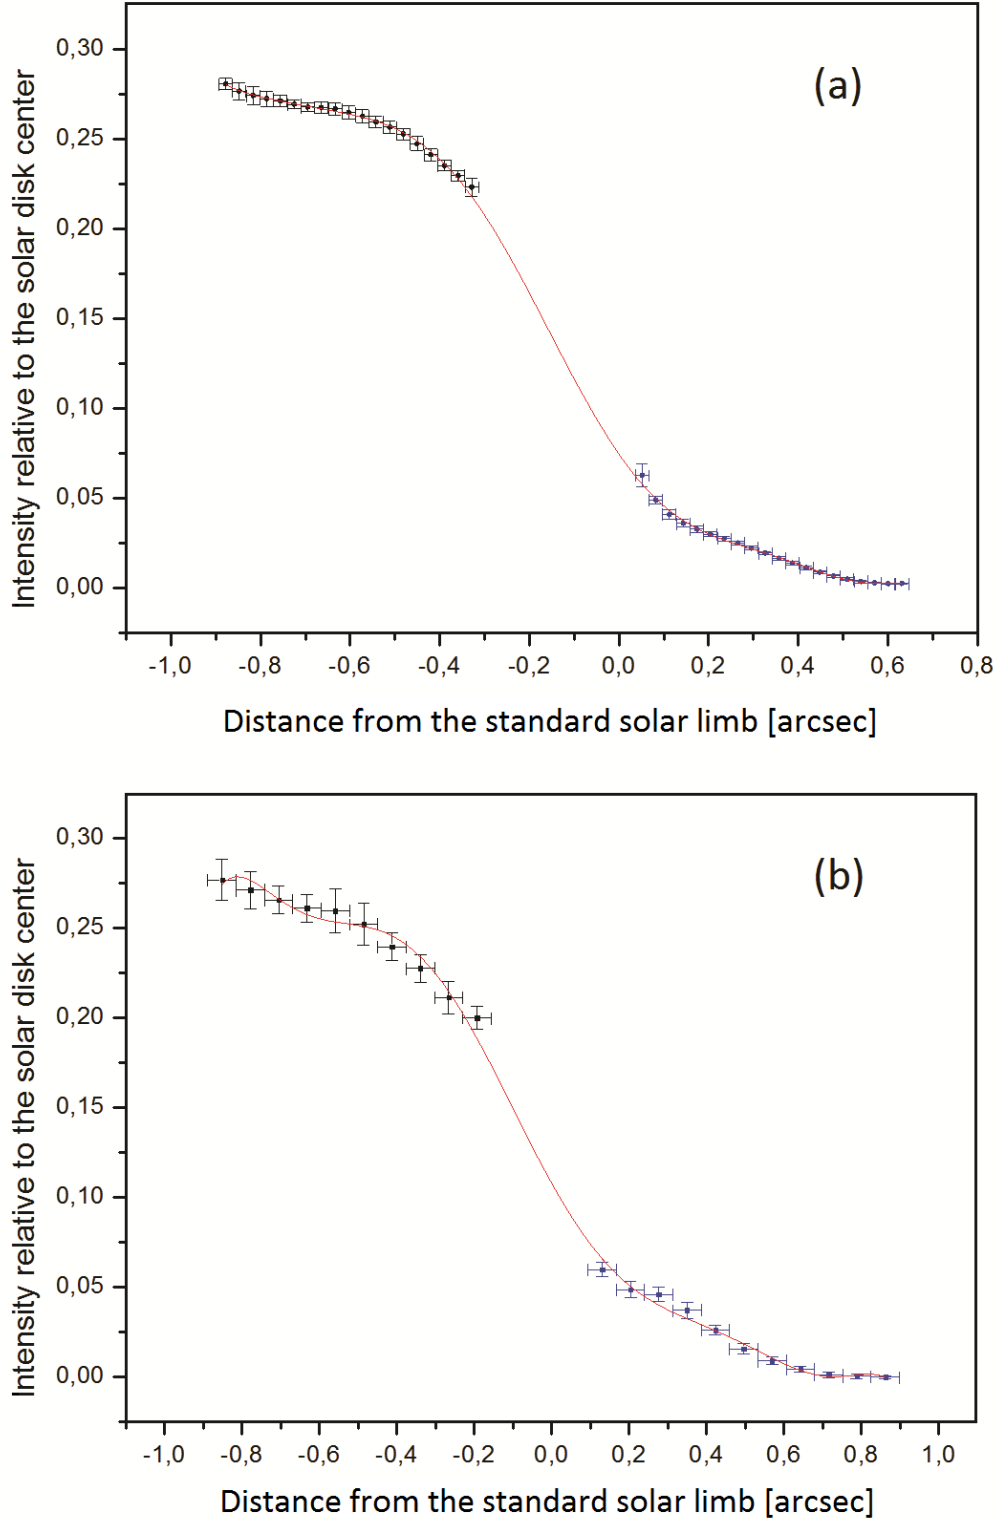 (a)
Intensity relative to the solar disk center
0,30
0,25
0,20
0,15
0,10
0,05
0,00
-1,0 -0,8 -0,6 -0,4 -0,2 0,0 0,2 0,4 0,6 0,8
Distance from the standard solar limb [arcsec]
(b)
Intensity relative to the solar disk center
0,30
0,25
0,20
0,15
0,10
0,05
0,00
-1,0 -0,8 -0,6 -0,4 -0,2 0,0 0,2 0,4 0,6 0,8 1,0
Distance from the standard solar limb [arcsec]